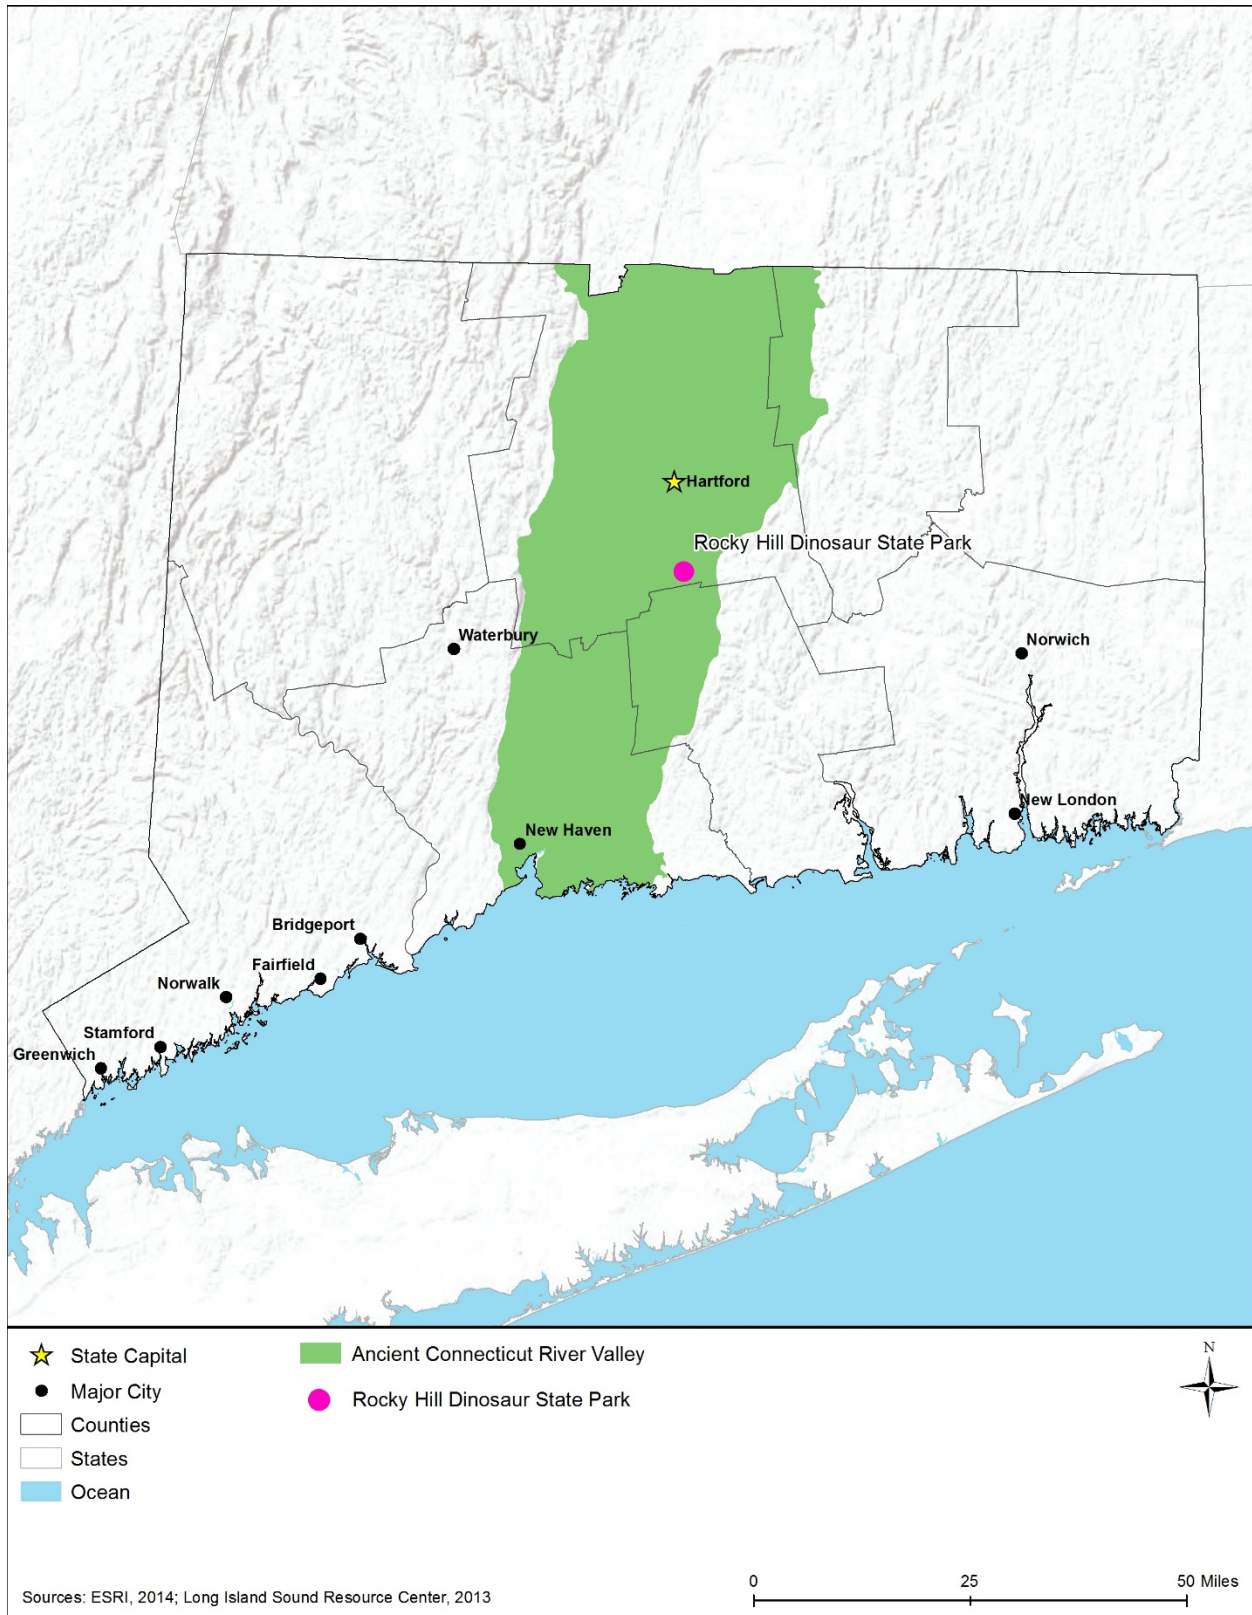 Hartford
Rocky Hill Dinosaur State Park
Waterbury
Norwich
New London
New Haven
Bridgeport
Fairfield
Norwalk
Stamford
Greenwich
State Capital
Major City
Counties
States
Ocean
Ancient Connecticut River Valley
Rocky Hill Dinosaur State Park
N
Sources: ESRI, 2014; Long Island Sound Resource Center, 2013
0 25 50 Miles